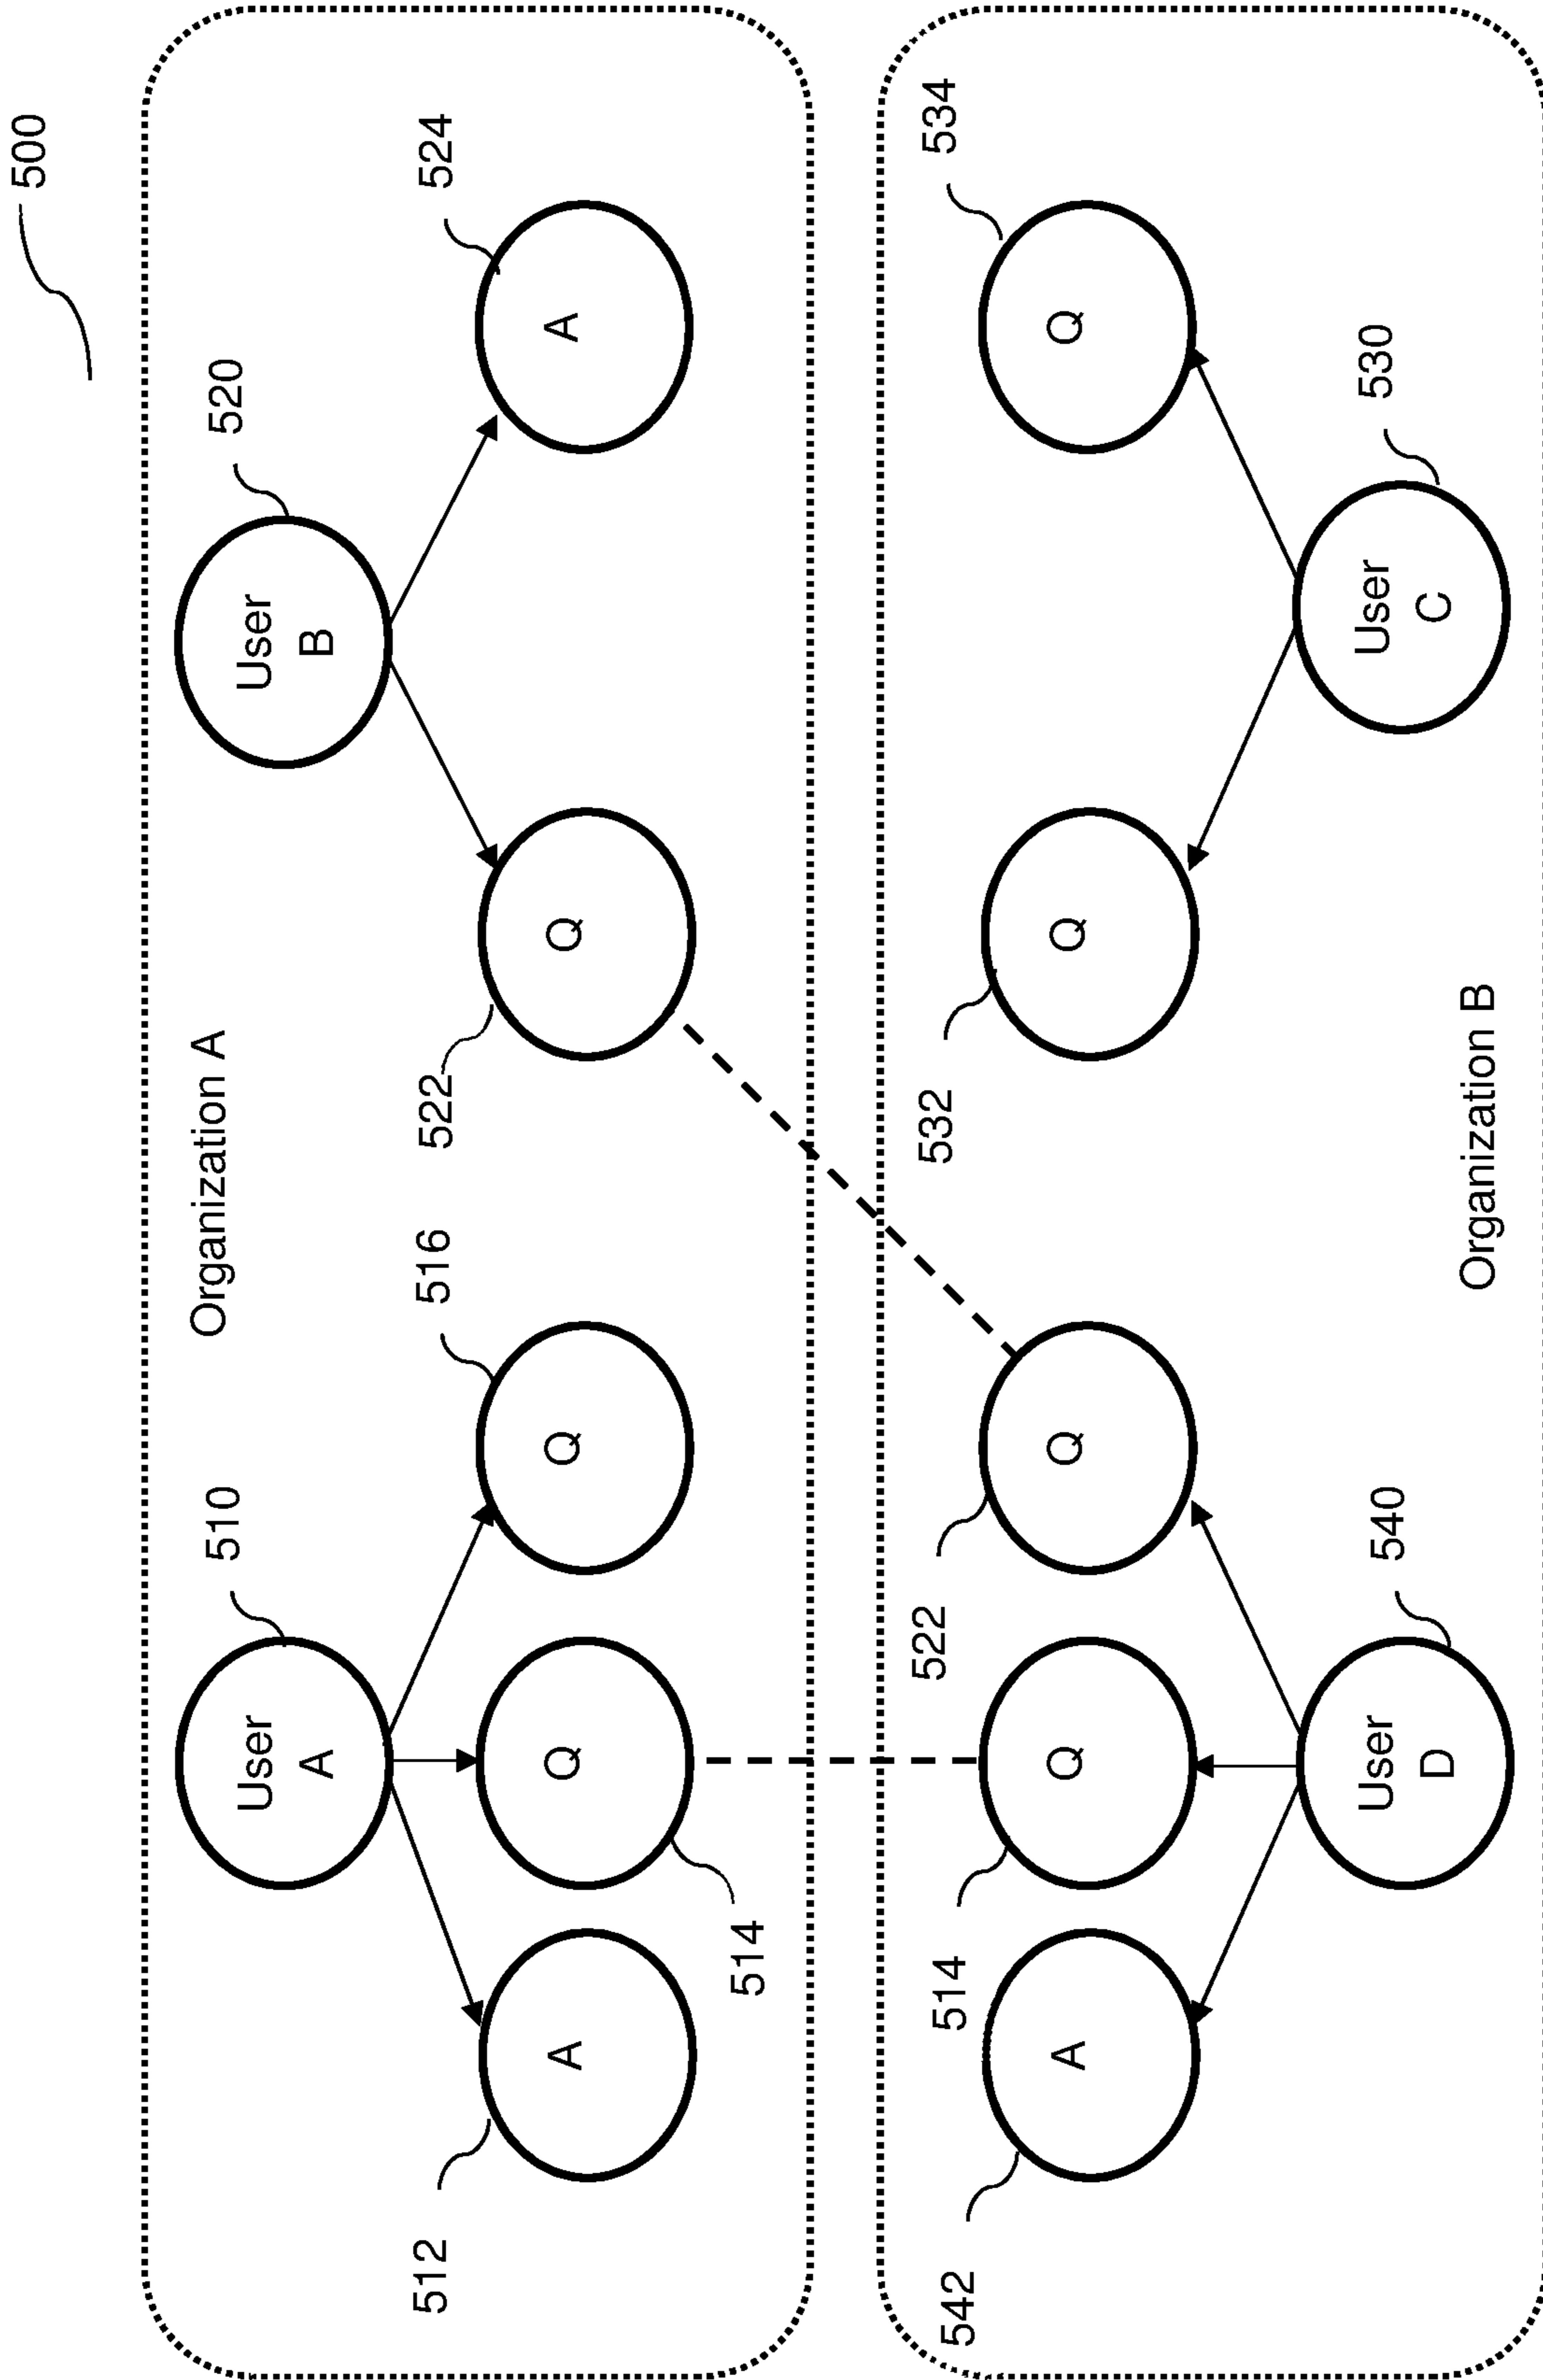 500
Organization A
510
520
User
A
User
B
512
516
522
524
A
Q
Q
Q
A
514
542
514
522
532
534
A
Q
Q
Q
Q
540
530
User
D
User
C
Organization B